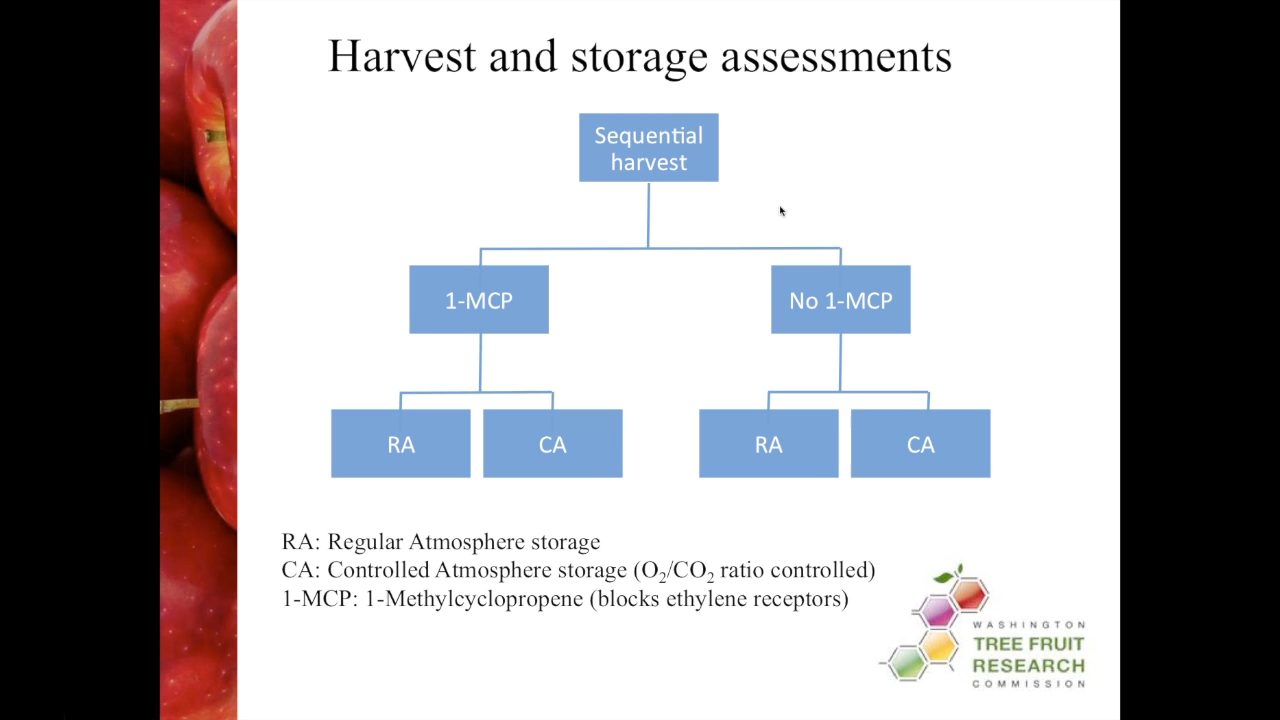 Harvest and storage assessments
Sequential
harvest
1-MCP
No 1-MCP
RA
CA
RA
CA
RA: Regular Atmosphere storage
CA: Controlled Atmosphere storage (O₂/CO₂ ratio controlled)
1-MCP: 1-Methylcyclopropene (blocks ethylene receptors)
WASHINGTON
TREE FRUIT
RESEARCH
COMMISSION